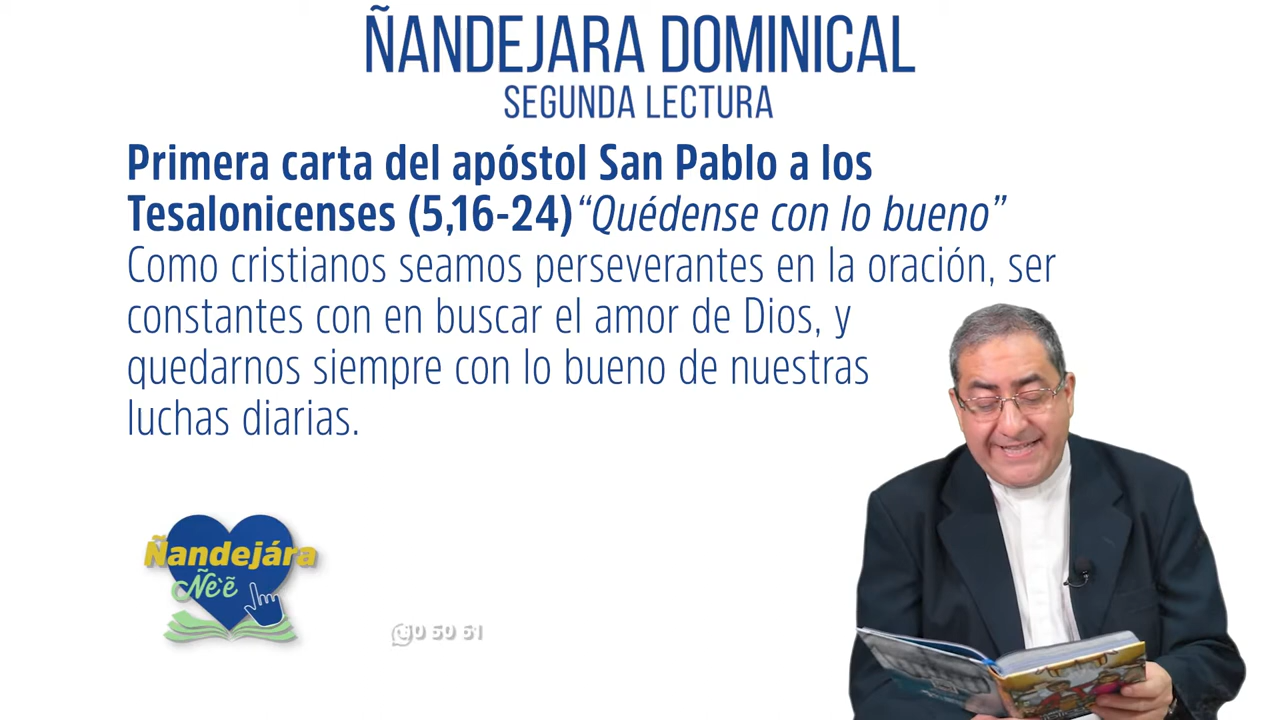 ÑANDEJARA DOMINICAL
SEGUNDA LECTURA
Primera carta del apóstol San Pablo a los
Tesalonicenses (5,16-24) “Quédense con lo bueno”
Como cristianos seamos perseverantes en la oración, ser
constantes con en buscar el amor de Dios, y
quedarnos siempre con lo bueno de nuestras
luchas diarias.
Ñandejára
Ñe'ẽ